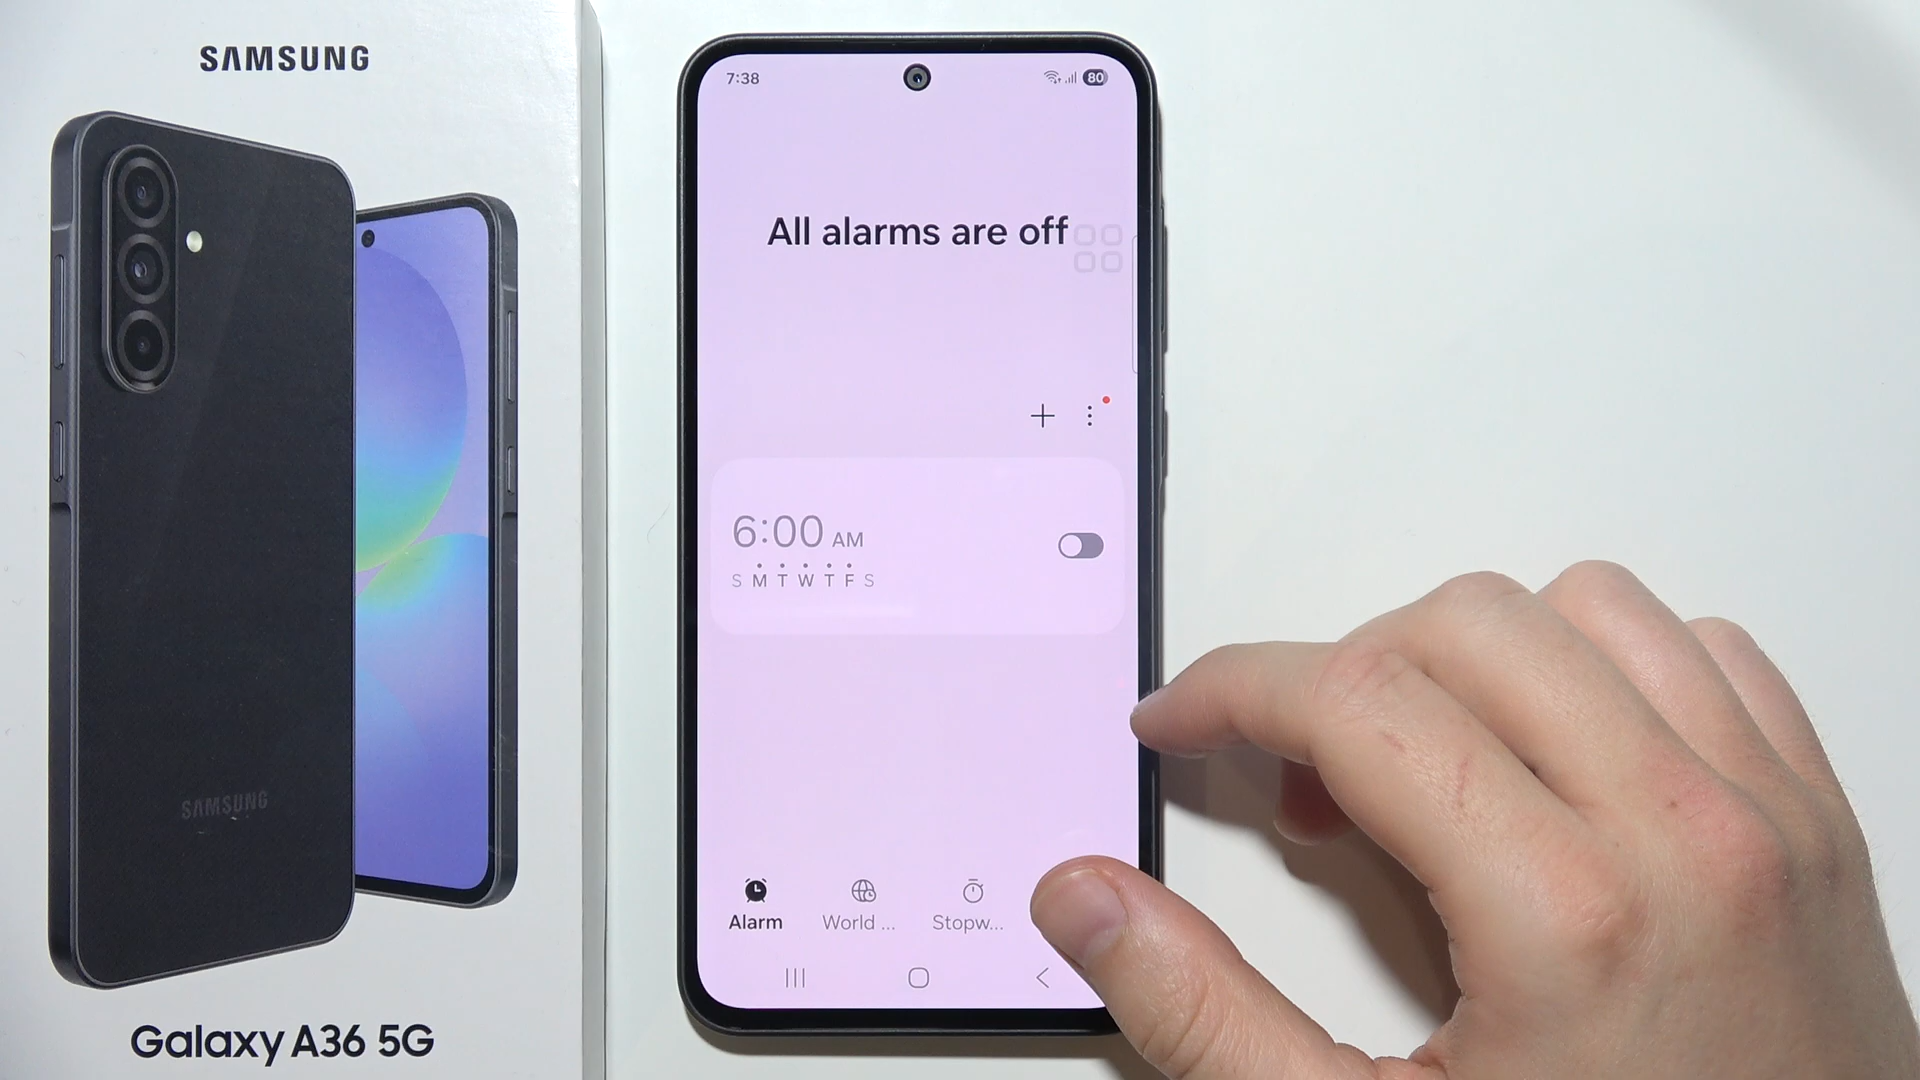 SAMSUNG
SAMSUNG
Galaxy A36 5G
7:38
80
All alarms are off
6:00 AM
S M T W T F S
Alarm
World ...
Stopw...